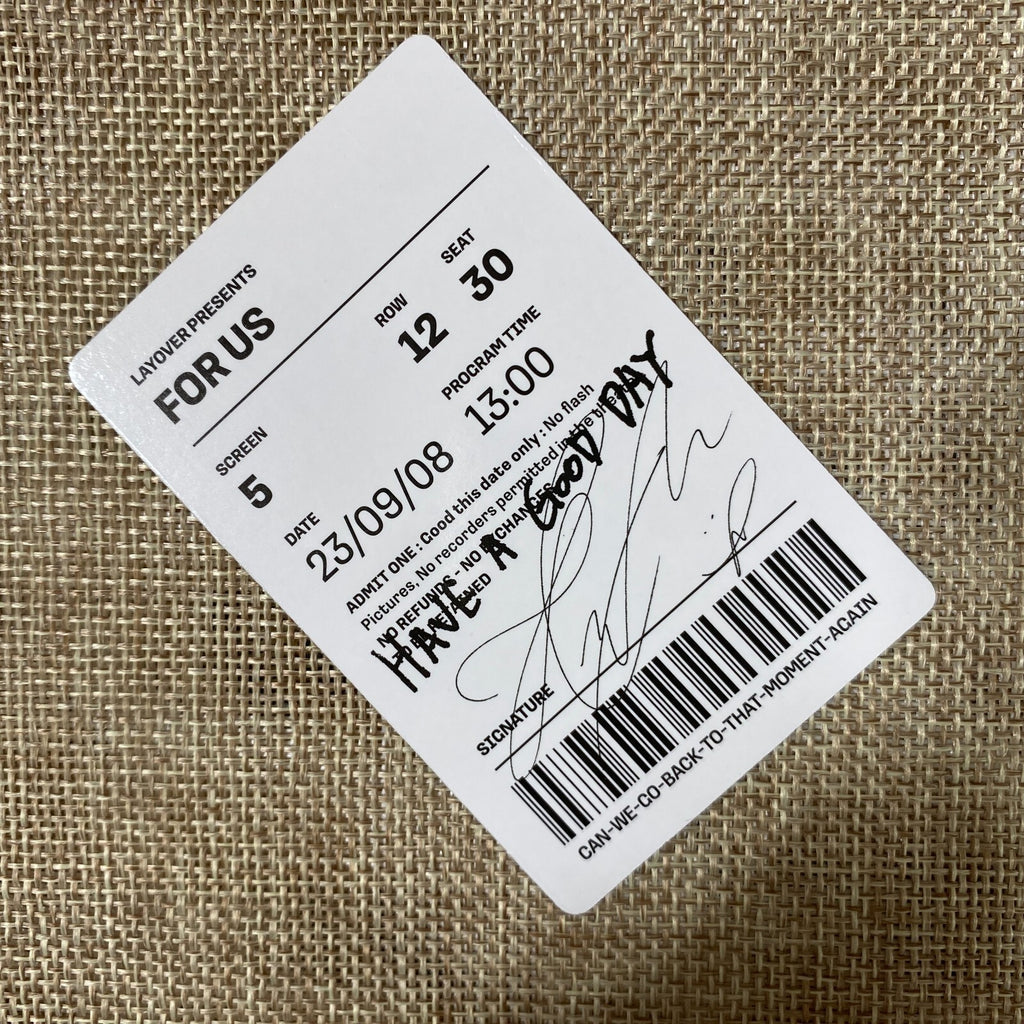 LAYOVER PRESENTS
FOR US
SCREEN
5
ROW
12
SEAT
30
DATE
23/09/08
PROGRAM TIME
13:00
ADMIT ONE : Good this date only : No flash
Pictures, No recorders permitted in the
NO REFUNDS - NO
HAVE A GOOD DAY
SIGNATURE
CAN-WE-GO-BACK-TO-THAT-MOMENT-AGAIN